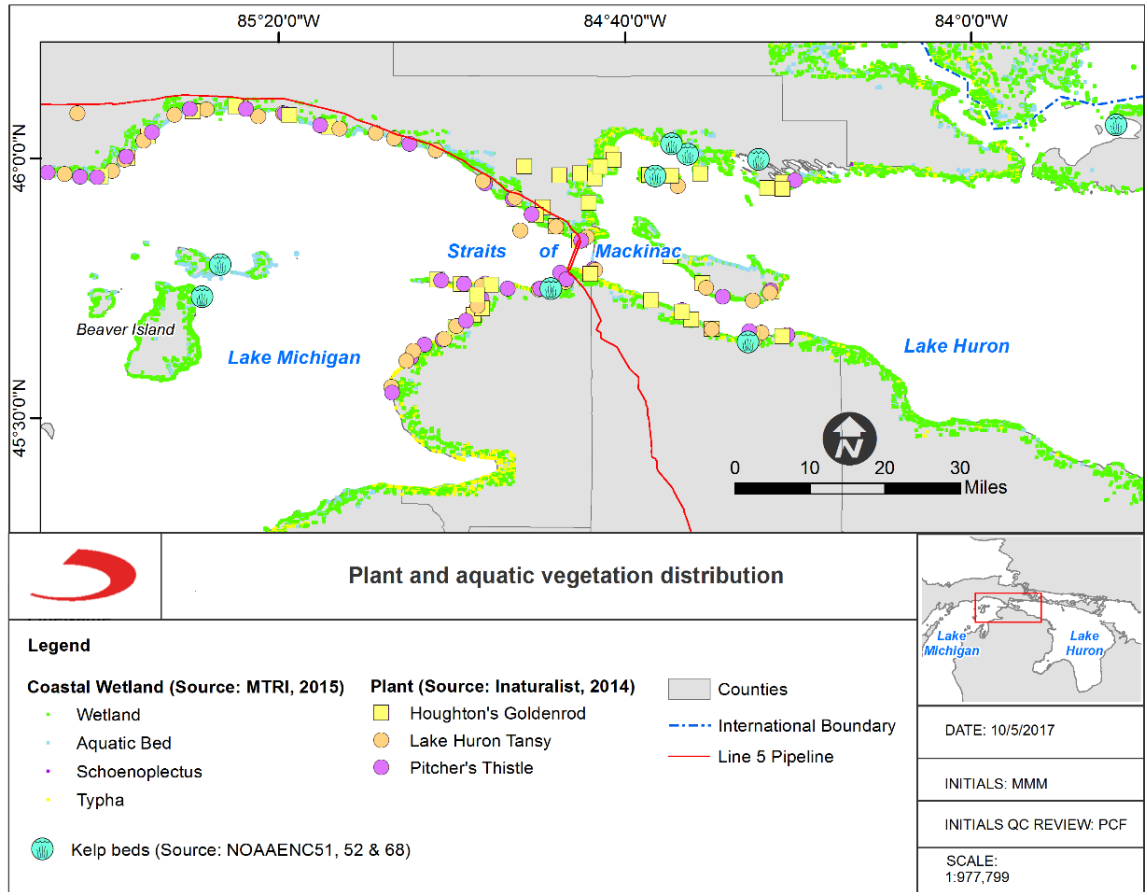 85°20'0"W
84°40'0"W
84°0'0"W
46°0'0"N
45°30'0"N
Straits of Mackinac
Beaver Island
Lake Michigan
Lake Huron
N
0 10 20 30
Miles
Plant and aquatic vegetation distribution
Legend
Coastal Wetland (Source: MTRI, 2015)
Wetland
Aquatic Bed
Schoenoplectus
Typha
Kelp beds (Source: NOAAENC51, 52 & 68)
Plant (Source: Inaturalist, 2014)
Houghton's Goldenrod
Lake Huron Tansy
Pitcher's Thistle
Counties
International Boundary
Line 5 Pipeline
Lake
Michigan
Lake
Huron
DATE: 10/5/2017
INITIALS: MMM
INITIALS QC REVIEW: PCF
SCALE:
1:977,799